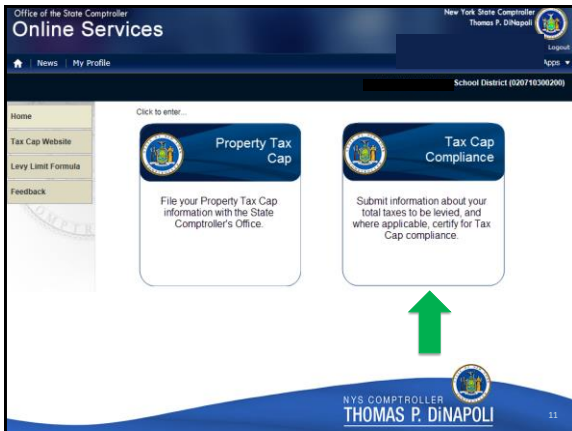 Office of the State Comptroller
Online Services
New York State Comptroller
Thomas P. DiNapoli
Logout
News
My Profile
Apps
School District (020710300200)
Home
Tax Cap Website
Levy Limit Formula
Feedback
Click to enter...
Property Tax
Cap
File your Property Tax Cap
information with the State
Comptroller's Office.
Tax Cap
Compliance
Submit information about your
total taxes to be levied, and
where applicable, certify for Tax
Cap compliance.
NYS COMPTROLLER
THOMAS P. DiNAPOLI
11